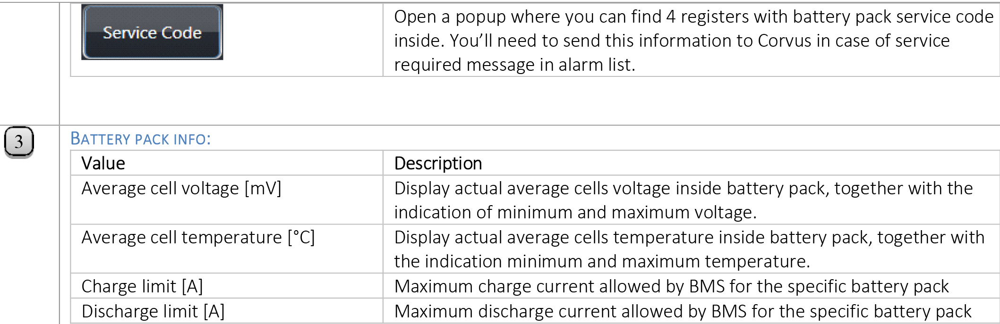 Service Code
Open a popup where you can find 4 registers with battery pack service code
inside. You’ll need to send this information to Corvus in case of service
required message in alarm list.
3
BATTERY PACK INFO:
Value
Description
Average cell voltage [mV]
Display actual average cells voltage inside battery pack, together with the
indication of minimum and maximum voltage.
Average cell temperature [°C]
Display actual average cells temperature inside battery pack, together with
the indication minimum and maximum temperature.
Charge limit [A]
Maximum charge current allowed by BMS for the specific battery pack
Discharge limit [A]
Maximum discharge current allowed by BMS for the specific battery pack